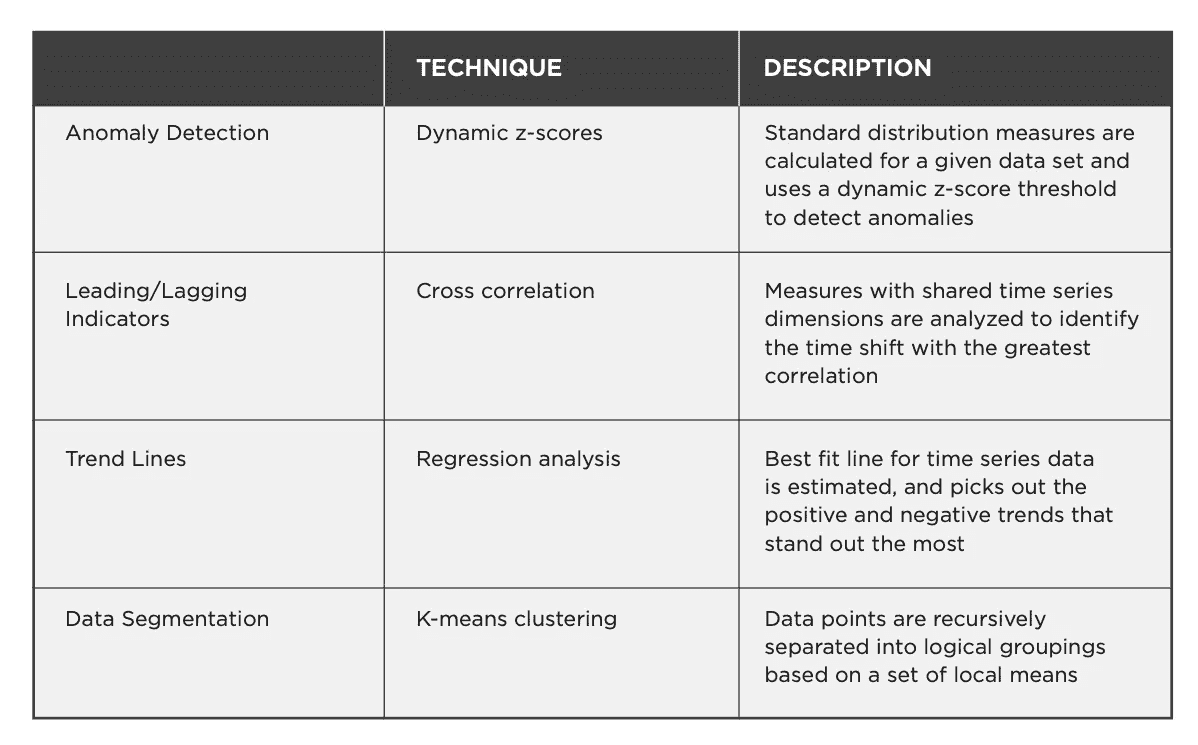 TECHNIQUE
DESCRIPTION
Anomaly Detection
Dynamic z-scores
Standard distribution measures are
calculated for a given data set and
uses a dynamic z-score threshold
to detect anomalies
Leading/Lagging
Indicators
Cross correlation
Measures with shared time series
dimensions are analyzed to identify
the time shift with the greatest
correlation
Trend Lines
Regression analysis
Best fit line for time series data
is estimated, and picks out the
positive and negative trends that
stand out the most
Data Segmentation
K-means clustering
Data points are recursively
separated into logical groupings
based on a set of local means